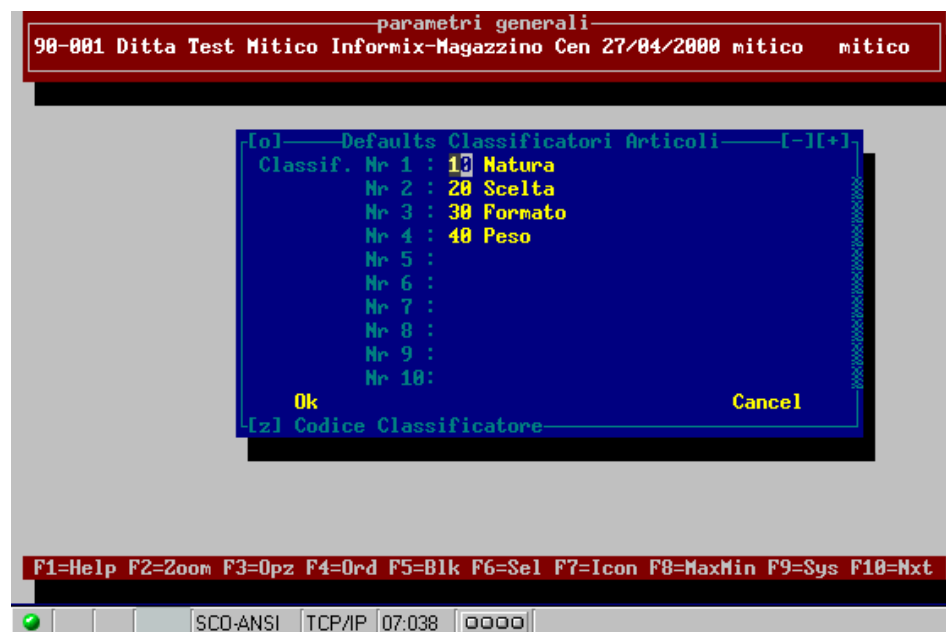 parametri generali
90-001 Ditta Test Mitico Informix-Magazzino Cen 27/04/2000 mitico mitico
[o] Defaults Classificatori Articoli [-][+]
Classif. Nr 1 : 10 Natura
Nr 2 : 20 Scelta
Nr 3 : 30 Formato
Nr 4 : 40 Peso
Nr 5 :
Nr 6 :
Nr 7 :
Nr 8 :
Nr 9 :
Nr 10:
Ok Cancel
[z] Codice Classificatore
F1=Help F2=Zoom F3=Opz F4=Ord F5=Blk F6=Sel F7=Icon F8=MaxMin F9=Sys F10=Nxt
SCO-ANSI TCP/IP 07:038